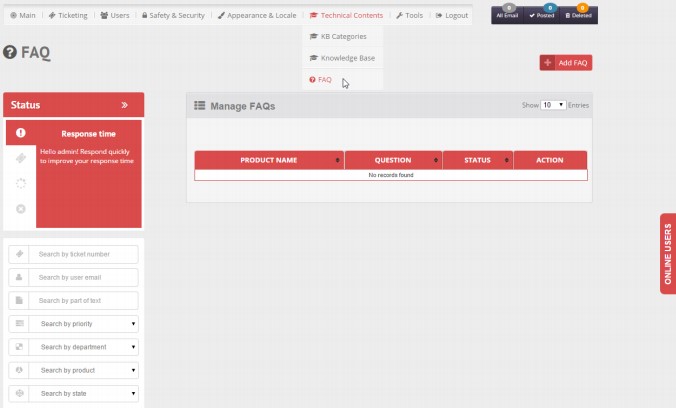 Main Ticketing Users Safety & Security Appearance & Locale Technical Contents Tools Logout
0 0 0
All Email Posted Deleted
KB Categories
Knowledge Base
FAQ
FAQ
Add FAQ
Status
Response time
Hello admin! Respond quickly
to improve your response time
Manage FAQs
Show 10 Entries
PRODUCT NAME QUESTION STATUS ACTION
No records found
ONLINE USERS
Search by ticket number
Search by user email
Search by part of text
Search by priority
Search by department
Search by product
Search by state